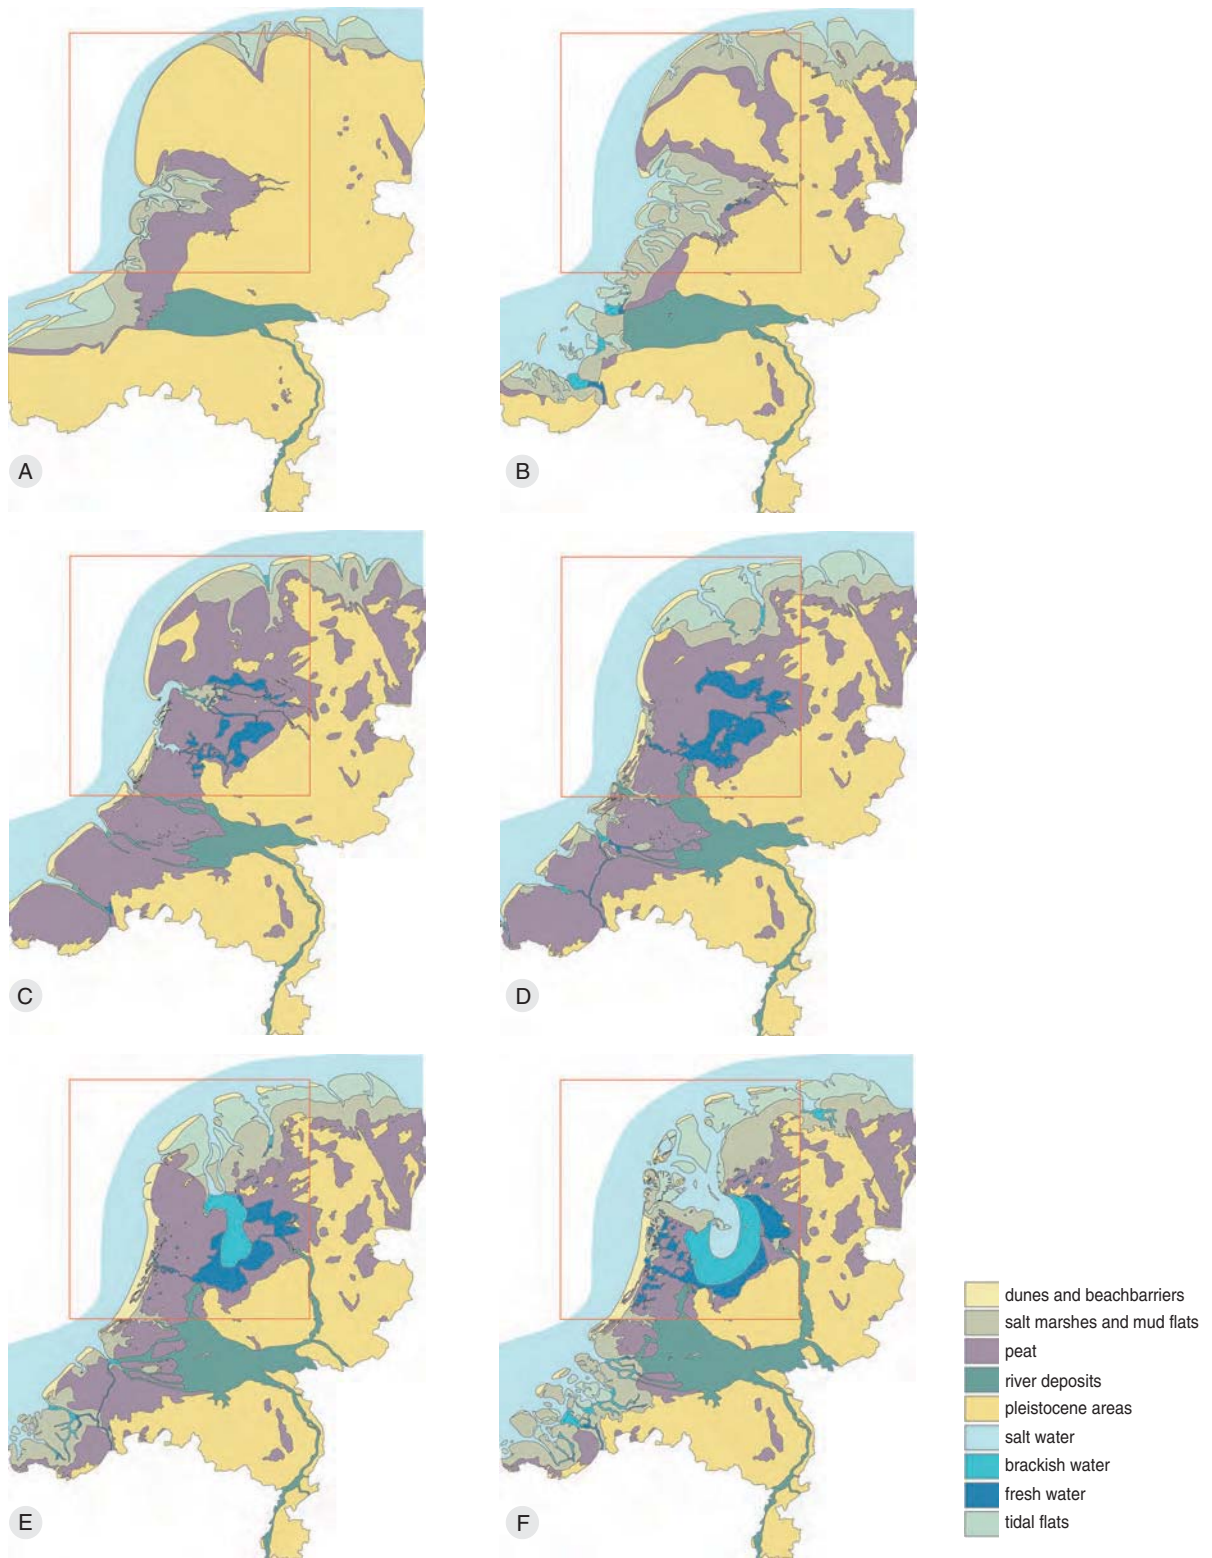 A
B
C
D
E
F
dunes and beachbarriers
salt marshes and mud flats
peat
river deposits
pleistocene areas
salt water
brackish water
fresh water
tidal flats